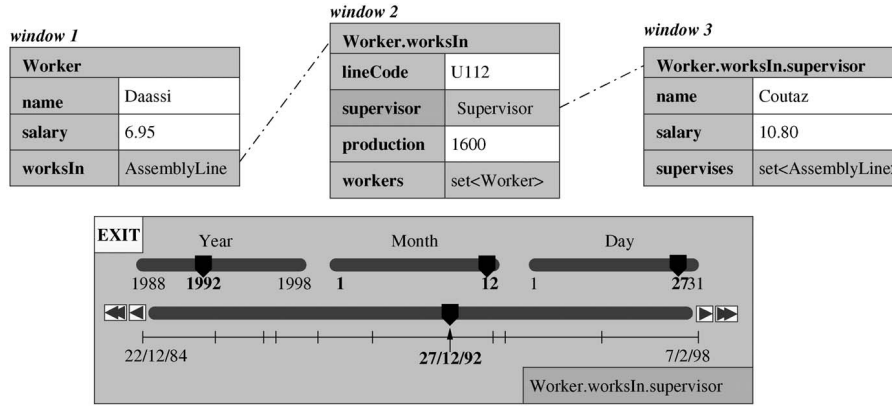 window 1
Worker
name Daassi
salary 6.95
worksIn AssemblyLine
window 2
Worker.worksIn
lineCode U112
supervisor Supervisor
production 1600
workers set<Worker>
window 3
Worker.worksIn.supervisor
name Coutaz
salary 10.80
supervises set<AssemblyLine>
EXIT
Year Month Day
1988 1992 1998 1 12 1 27 31
22/12/84 27/12/92 7/2/98
Worker.worksIn.supervisor